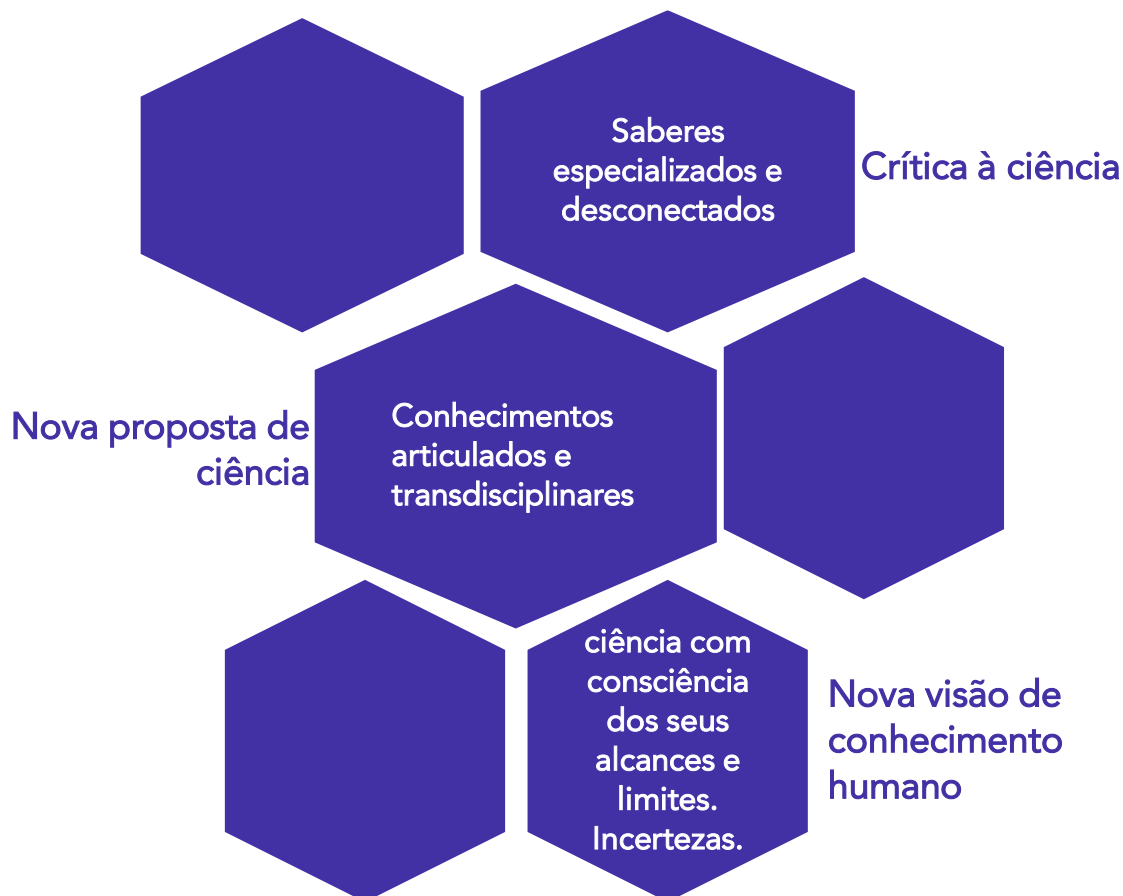 Saberes
especializados e
desconectados
Crítica à ciência
Nova proposta de
ciência
Conhecimentos
articulados e
transdisciplinares
ciência com
consciência
dos seus
alcances e
limites.
Incertezas.
Nova visão de
conhecimento
humano